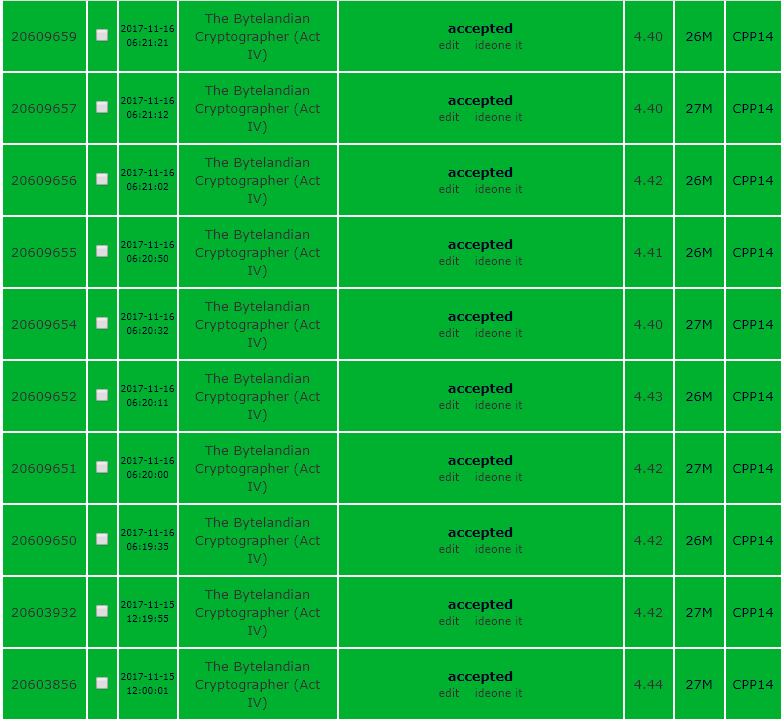 20609659 2017-11-16 06:21:21 The Bytelandian Cryptographer (Act IV) accepted edit ideone it 4.40 26M CPP14
20609657 2017-11-16 06:21:12 The Bytelandian Cryptographer (Act IV) accepted edit ideone it 4.40 27M CPP14
20609656 2017-11-16 06:21:02 The Bytelandian Cryptographer (Act IV) accepted edit ideone it 4.42 26M CPP14
20609655 2017-11-16 06:20:50 The Bytelandian Cryptographer (Act IV) accepted edit ideone it 4.41 26M CPP14
20609654 2017-11-16 06:20:32 The Bytelandian Cryptographer (Act IV) accepted edit ideone it 4.40 27M CPP14
20609652 2017-11-16 06:20:11 The Bytelandian Cryptographer (Act IV) accepted edit ideone it 4.43 26M CPP14
20609651 2017-11-16 06:20:00 The Bytelandian Cryptographer (Act IV) accepted edit ideone it 4.42 27M CPP14
20609650 2017-11-16 06:19:35 The Bytelandian Cryptographer (Act IV) accepted edit ideone it 4.42 26M CPP14
20603932 2017-11-15 12:19:55 The Bytelandian Cryptographer (Act IV) accepted edit ideone it 4.42 27M CPP14
20603856 2017-11-15 12:00:01 The Bytelandian Cryptographer (Act IV) accepted edit ideone it 4.44 27M CPP14